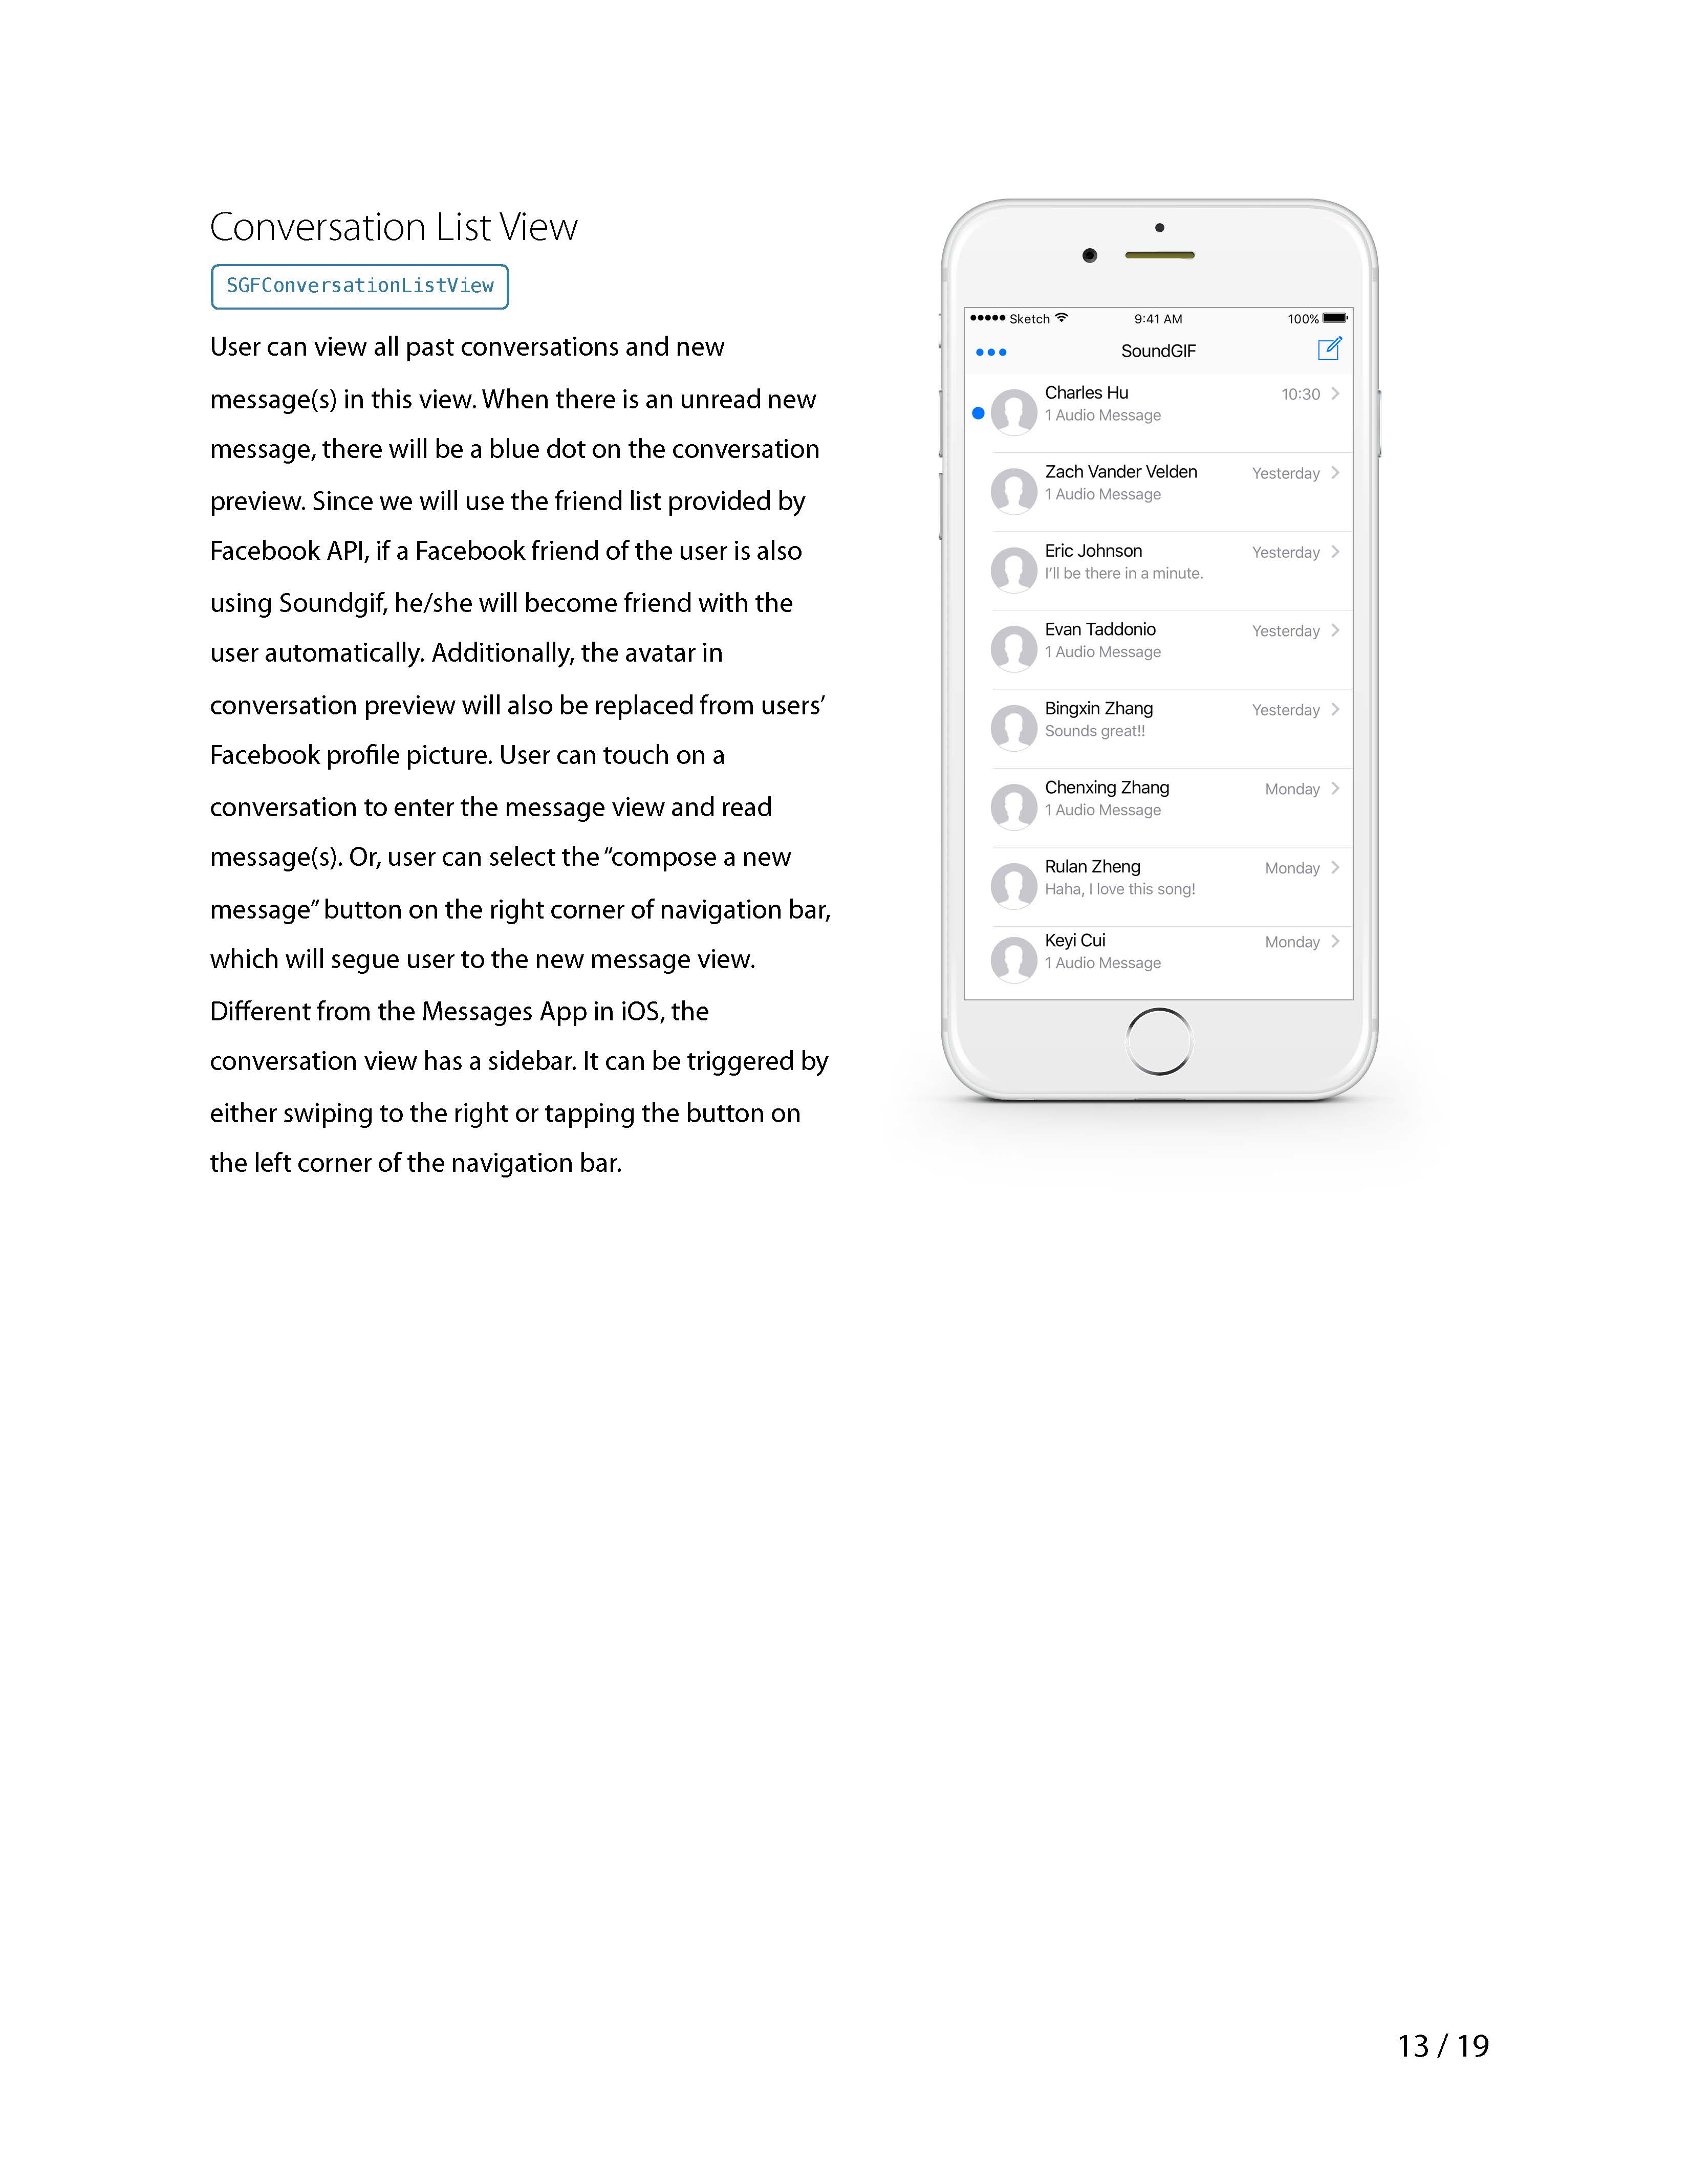 Conversation List View
SGFConversationListView
User can view all past conversations and new
message(s) in this view. When there is an unread new
message, there will be a blue dot on the conversation
preview. Since we will use the friend list provided by
Facebook API, if a Facebook friend of the user is also
using Soundgif, he/she will become friend with the
user automatically. Additionally, the avatar in
conversation preview will also be replaced from users’
Facebook profile picture. User can touch on a
conversation to enter the message view and read
message(s). Or, user can select the “compose a new
message” button on the right corner of navigation bar,
which will segue user to the new message view.
Different from the Messages App in iOS, the
conversation view has a sidebar. It can be triggered by
either swiping to the right or tapping the button on
the left corner of the navigation bar.
Sketch 9:41 AM 100%
SoundGIF
Charles Hu 10:30
1 Audio Message
Zach Vander Velden Yesterday
1 Audio Message
Eric Johnson Yesterday
I’ll be there in a minute.
Evan Taddonio Yesterday
1 Audio Message
Bingxin Zhang Yesterday
Sounds great!!
Chenxing Zhang Monday
1 Audio Message
Rulan Zheng Monday
Haha, I love this song!
Keyi Cui Monday
1 Audio Message
13 / 19